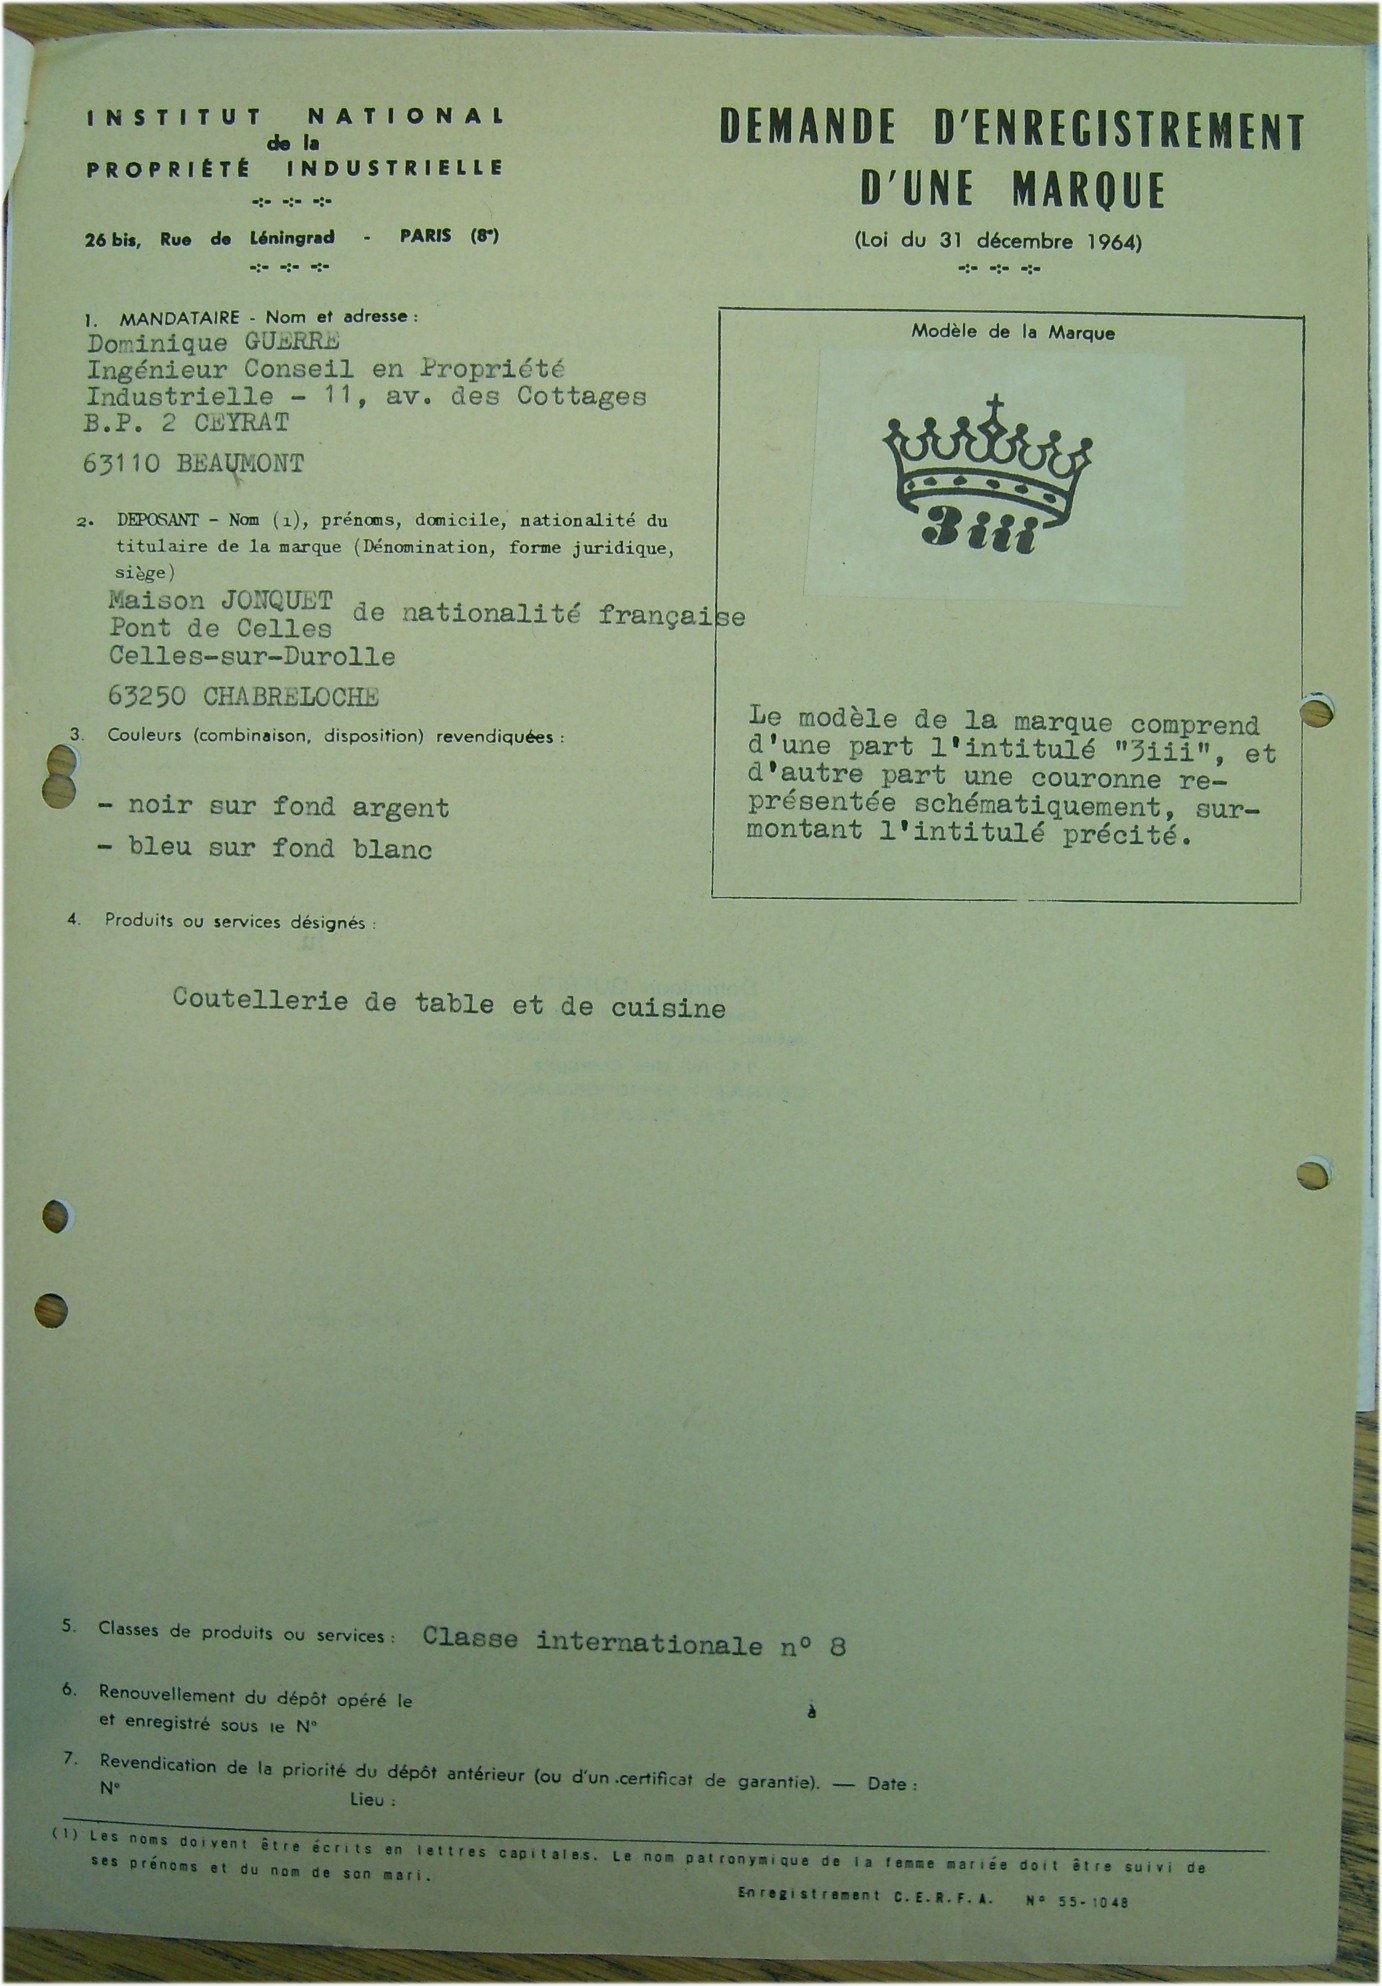 INSTITUT NATIONAL
de la
PROPRIÉTÉ INDUSTRIELLE
-:- -:- -:-
26 bis, Rue de Léningrad - PARIS (8e)
-:- -:- -:-
DEMANDE D'ENREGISTREMENT
D'UNE MARQUE
(Loi du 31 décembre 1964)
-:- -:- -:-
1. MANDATAIRE - Nom et adresse :
Dominique GUERRE
Ingénieur Conseil en Propriété
Industrielle - 11, av. des Cottages
B.P. 2 CEYRAT
63110 BEAUMONT
2. DEPOSANT - Nom (1), prénoms, domicile, nationalité du
titulaire de la marque (Dénomination, forme juridique,
siège)
Maison JONQUET de nationalité française
Pont de Celles
Celles-sur-Durolle
63250 CHABRELOCHE
3. Couleurs (combinaison, disposition) revendiquées :
- noir sur fond argent
- bleu sur fond blanc
Modèle de la Marque
3iii
Le modèle de la marque comprend
d'une part l'intitulé "3iii", et
d'autre part une couronne re-
présentée schématiquement, sur-
montant l'intitulé précité.
4. Produits ou services désignés :
Coutellerie de table et de cuisine
5. Classes de produits ou services : Classe internationale nº 8
6. Renouvellement du dépôt opéré le à
et enregistré sous le N°
7. Revendication de la priorité du dépôt antérieur (ou d'un .certificat de garantie). — Date :
N° Lieu :
(1) Les noms doivent être écrits en lettres capitales. Le nom patronymique de la femme mariée doit être suivi de
ses prénoms et du nom de son mari.
Enregistrement C.E.R.F.A. N° 55-1048